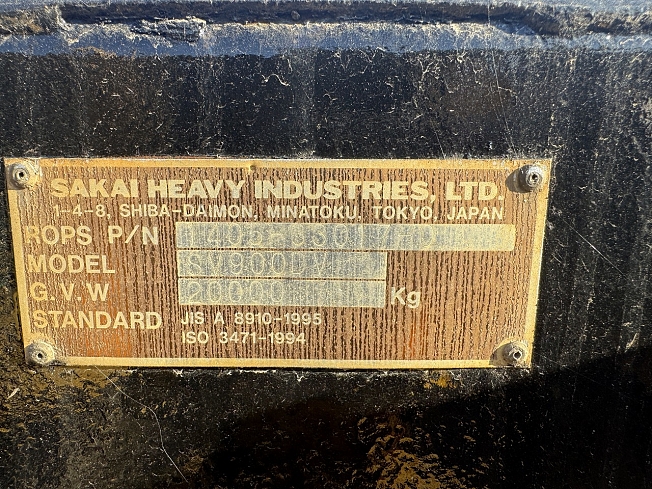 SAKAI HEAVY INDUSTRIES, LTD.
1-4-8, SHIBA-DAIMON, MINATOKU, TOKYO, JAPAN
ROPS P/N
MODEL
G.V.W 20000 Kg
STANDARD JIS A 8910-1995
ISO 3471-1994